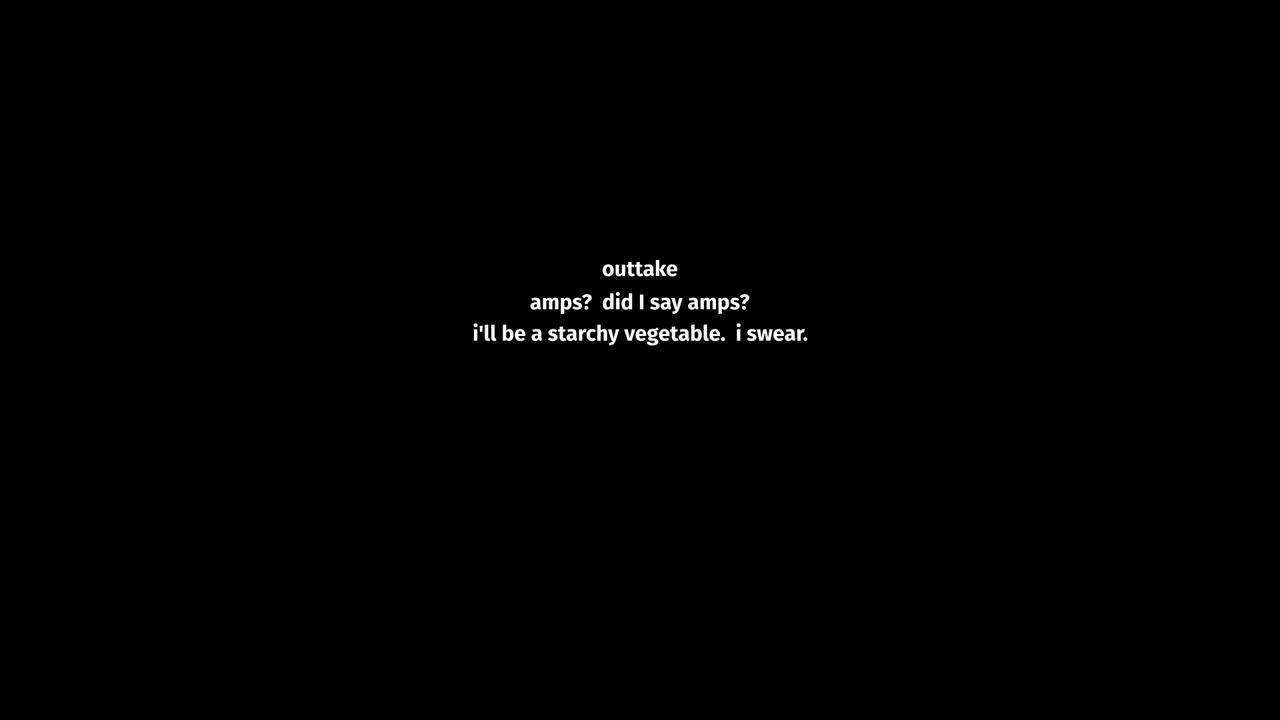 outtake
amps?  did I say amps?
i'll be a starchy vegetable.  i swear.